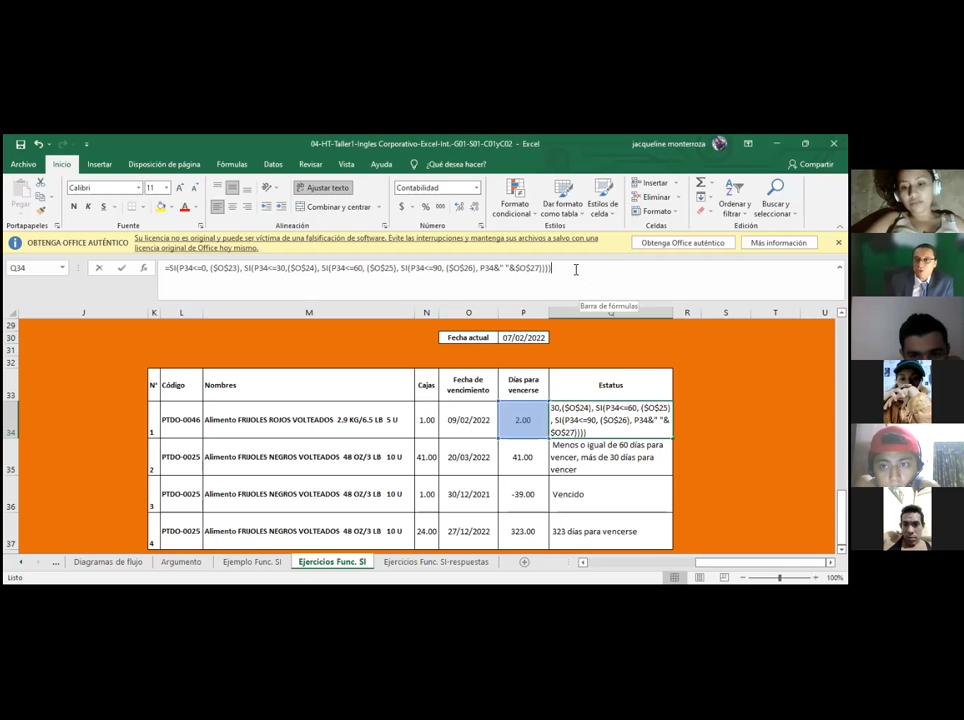 04-HT-Taller1-Ingles Corporativo-Excel-Int.-G01-S01-C01yC02 - Excel
jacqueline monterroza
Archivo Inicio Insertar Disposición de página Fórmulas Datos Revisar Vista Ayuda ¿Qué desea hacer? Compartir
Pegar
Calibri 11
N K S
Ajustar texto
Combinar y centrar
Contabilidad
$ % 000
Formato condicional
Dar formato como tabla
Estilos de celda
Insertar
Eliminar
Formato
Ordenar y filtrar
Buscar y seleccionar
Portapapeles Fuente Alineación Número Estilos Celdas Edición
OBTENGA OFFICE AUTÉNTICO Su licencia no es original y puede ser víctima de una falsificación de software. Evite las interrupciones y mantenga sus archivos a salvo con una
licencia original de Office hoy mismo.
Obtenga Office auténtico Más información
Q34 =SI(P34<=0, ($O$23), SI(P34<=30,($O$24), SI(P34<=60, ($O$25), SI(P34<=90, ($O$26), P34&" "&$O$27))))
Barra de fórmulas
J K L M N O P Q R S T U
29
30 Fecha actual 07/02/2022
31
32
33 N° Código Nombres Cajas Fecha de vencimiento Días para vencerse Estatus
34 1 PTDO-0046 Alimento FRIJOLES ROJOS VOLTEADOS 2.9 KG/6.5 LB 5 U 1.00 09/02/2022 2.00
30,($O$24), SI(P34<=60, ($O$25)
, SI(P34<=90, ($O$26), P34&" "&
$O$27))))
35 2 PTDO-0025 Alimento FRIJOLES NEGROS VOLTEADOS 48 OZ/3 LB 10 U 41.00 20/03/2022 41.00
Menos o igual de 60 días para
vencer, más de 30 días para
vencer
36 3 PTDO-0025 Alimento FRIJOLES NEGROS VOLTEADOS 48 OZ/3 LB 10 U 1.00 30/12/2021 -39.00 Vencido
37 4 PTDO-0025 Alimento FRIJOLES NEGROS VOLTEADOS 48 OZ/3 LB 10 U 24.00 27/12/2022 323.00 323 días para vencerse
... Diagramas de flujo Argumento Ejemplo Func. SI Ejercicios Func. SI Ejercicios Func. SI-respuestas
Listo 100%